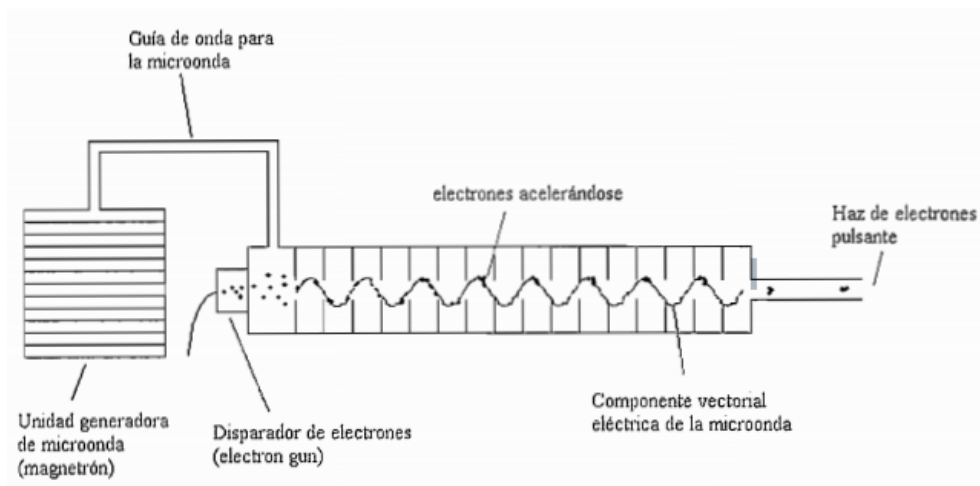 Guía de onda para
la microonda
electrones acelerándose
Haz de electrones
pulsante
Unidad generadora
de microonda
(magnetrón)
Disparador de electrones
(electron gun)
Componente vectorial
eléctrica de la microonda